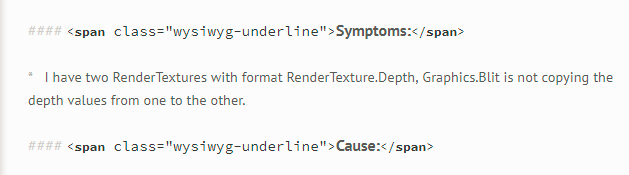 #### <span class="wysiwyg-underline">Symptoms:</span>
* I have two RenderTextures with format RenderTexture.Depth, Graphics.Blit is not copying the
depth values from one to the other.
#### <span class="wysiwyg-underline">Cause:</span>